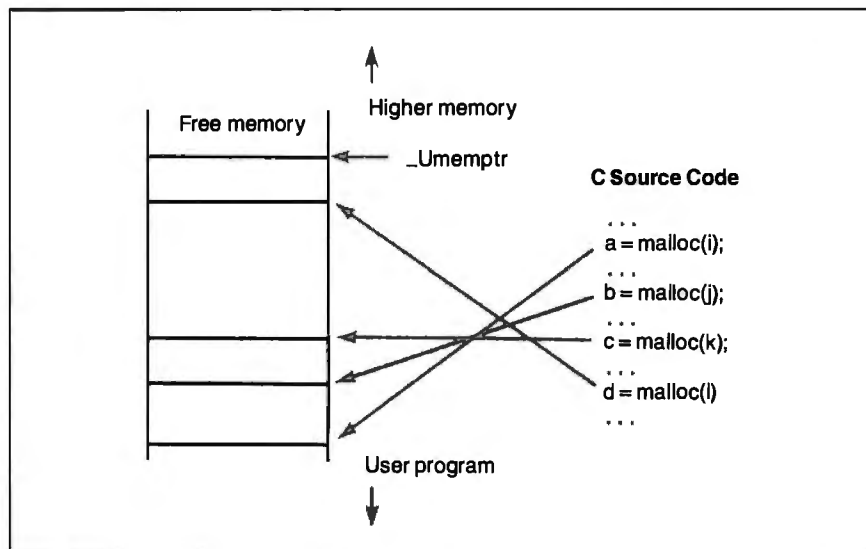 Higher memory
Free memory
_Umemptr
C Source Code
...
a = malloc(i);
...
b = malloc(j);
...
c = malloc(k);
...
d = malloc(l)
...
User program